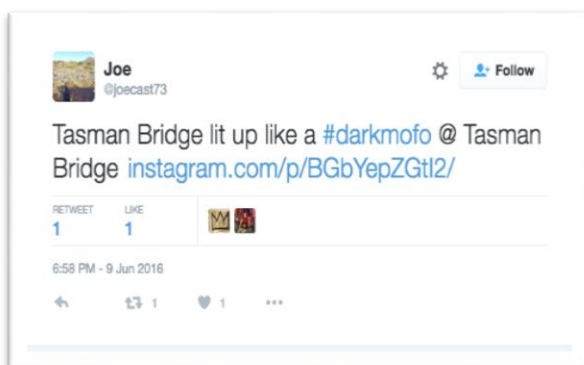 Joe
@joecast73
Follow
Tasman Bridge lit up like a #darkmofo @ Tasman
Bridge instagram.com/p/BGbYepZGtI2/
RETWEET LIKE
1 1
6:58 PM - 9 Jun 2016
1 1